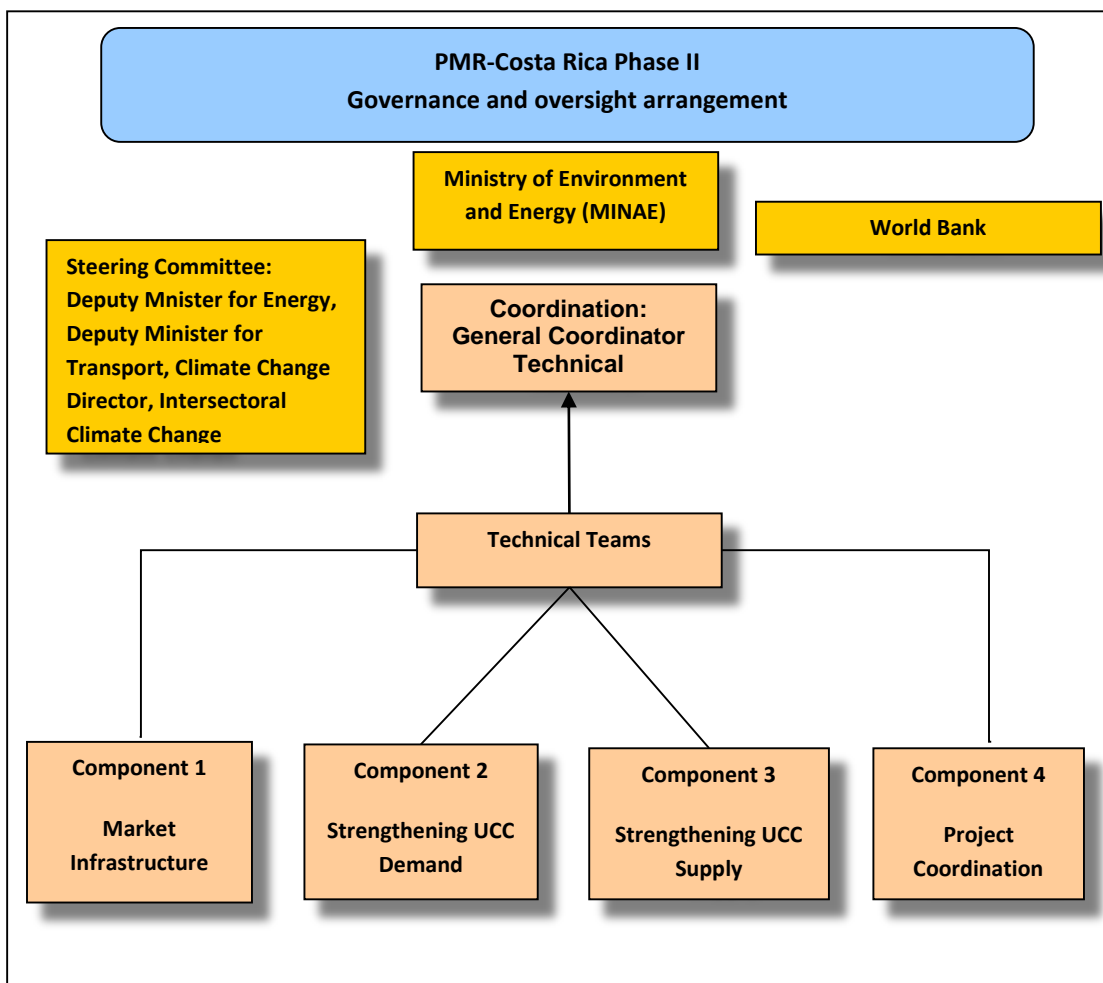 PMR-Costa Rica Phase II
Governance and oversight arrangement
Ministry of Environment
and Energy (MINAE)
World Bank
Steering Committee:
Deputy Mnister for Energy,
Deputy Minister for
Transport, Climate Change
Director, Intersectoral
Climate Change
Coordination:
General Coordinator
Technical
Technical Teams
Component 1
Market
Infrastructure
Component 2
Strengthening UCC
Demand
Component 3
Strengthening UCC
Supply
Component 4
Project
Coordination